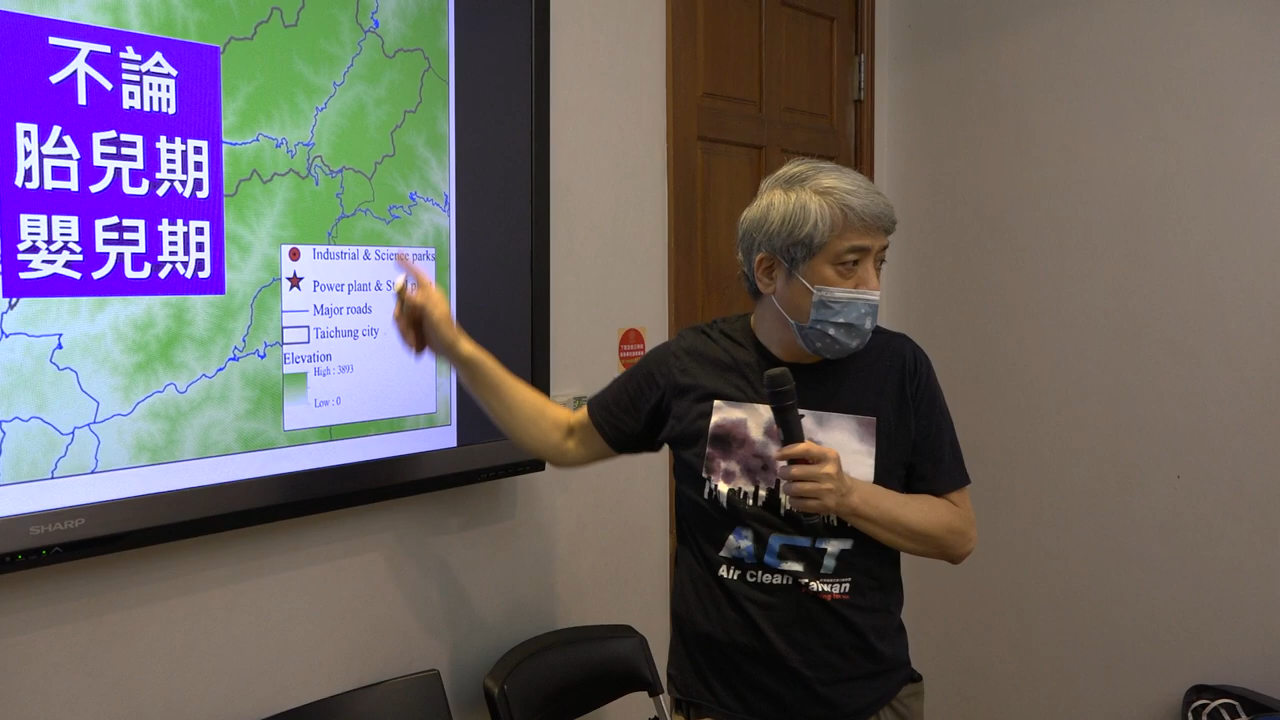 不論
胎兒期
嬰兒期
Industrial & Science parks
Power plant &
Major roads
Taichung city
Elevation
High : 3893
Low : 0
SHARP
ACT
Air Clean Taiwan